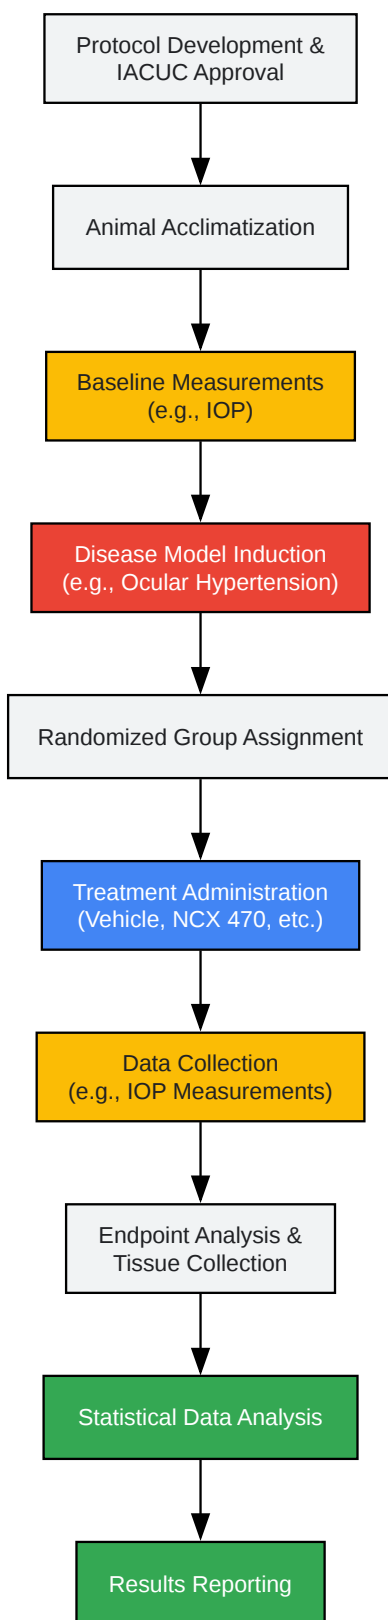 Protocol Development &
IACUC Approval
Animal Acclimatization
Baseline Measurements
(e.g., IOP)
Disease Model Induction
(e.g., Ocular Hypertension)
Randomized Group Assignment
Treatment Administration
(Vehicle, NCX 470, etc.)
Data Collection
(e.g., IOP Measurements)
Endpoint Analysis &
Tissue Collection
Statistical Data Analysis
Results Reporting